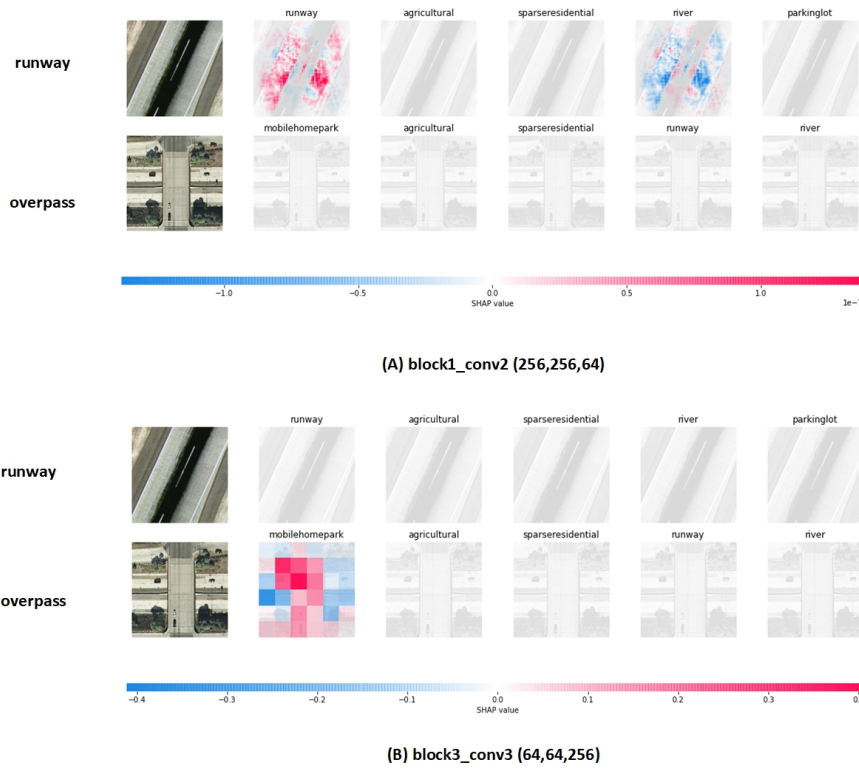 runway agricultural sparseresidential river parkinglot
runway
mobilehomepark agricultural sparseresidential runway river
overpass
−1.0 −0.5 0.0 0.5 1.0
SHAP value
1e−
(A) block1_conv2 (256,256,64)
runway agricultural sparseresidential river parkinglot
runway
mobilehomepark agricultural sparseresidential runway river
overpass
−0.4 −0.3 −0.2 −0.1 0.0 0.1 0.2 0.3
SHAP value
(B) block3_conv3 (64,64,256)